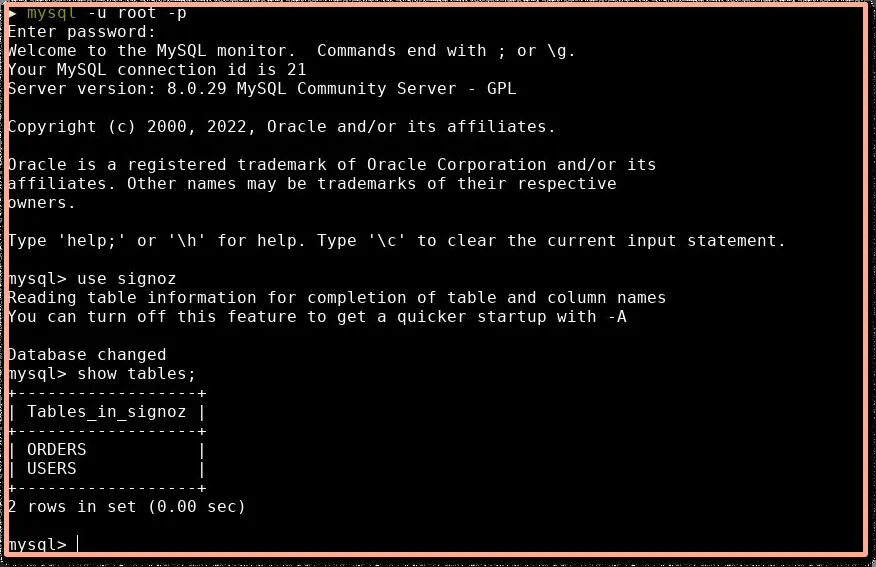 ▶ mysql -u root -p
Enter password:
Welcome to the MySQL monitor.  Commands end with ; or \g.
Your MySQL connection id is 21
Server version: 8.0.29 MySQL Community Server - GPL
Copyright (c) 2000, 2022, Oracle and/or its affiliates.
Oracle is a registered trademark of Oracle Corporation and/or its
affiliates. Other names may be trademarks of their respective
owners.
Type 'help;' or '\h' for help. Type '\c' to clear the current input statement.
mysql> use signoz
Reading table information for completion of table and column names
You can turn off this feature to get a quicker startup with -A
Database changed
mysql> show tables;
+------------------+
| Tables_in_signoz |
+------------------+
| ORDERS           |
| USERS            |
+------------------+
2 rows in set (0.00 sec)
mysql>